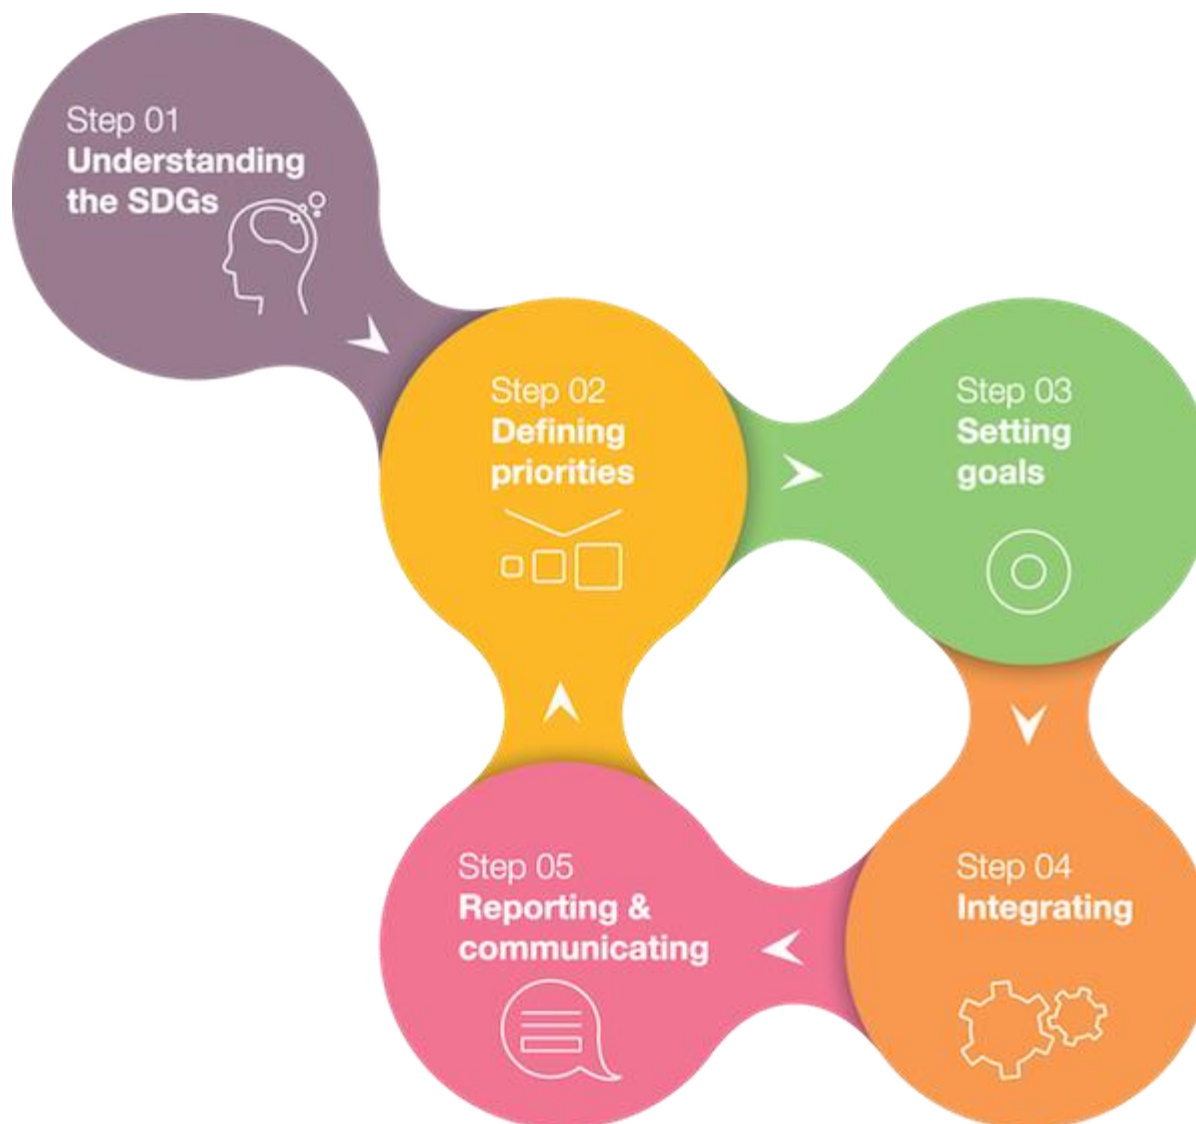 Step 01
Understanding
the SDGs
Step 02
Defining
priorities
Step 03
Setting
goals
Step 04
Integrating
Step 05
Reporting &
communicating